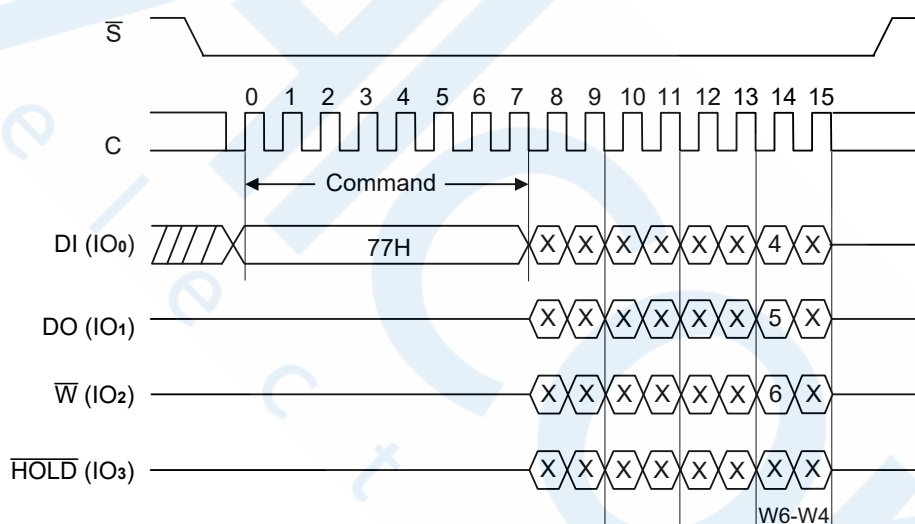 S
0 1 2 3 4 5 6 7 8 9 10 11 12 13 14 15
C
Command
DI (IO0) 77H X X X X X X 4 X
DO (IO1) X X X X X X 5 X
W (IO2) X X X X X X 6 X
HOLD (IO3) X X X X X X X X
W6-W4